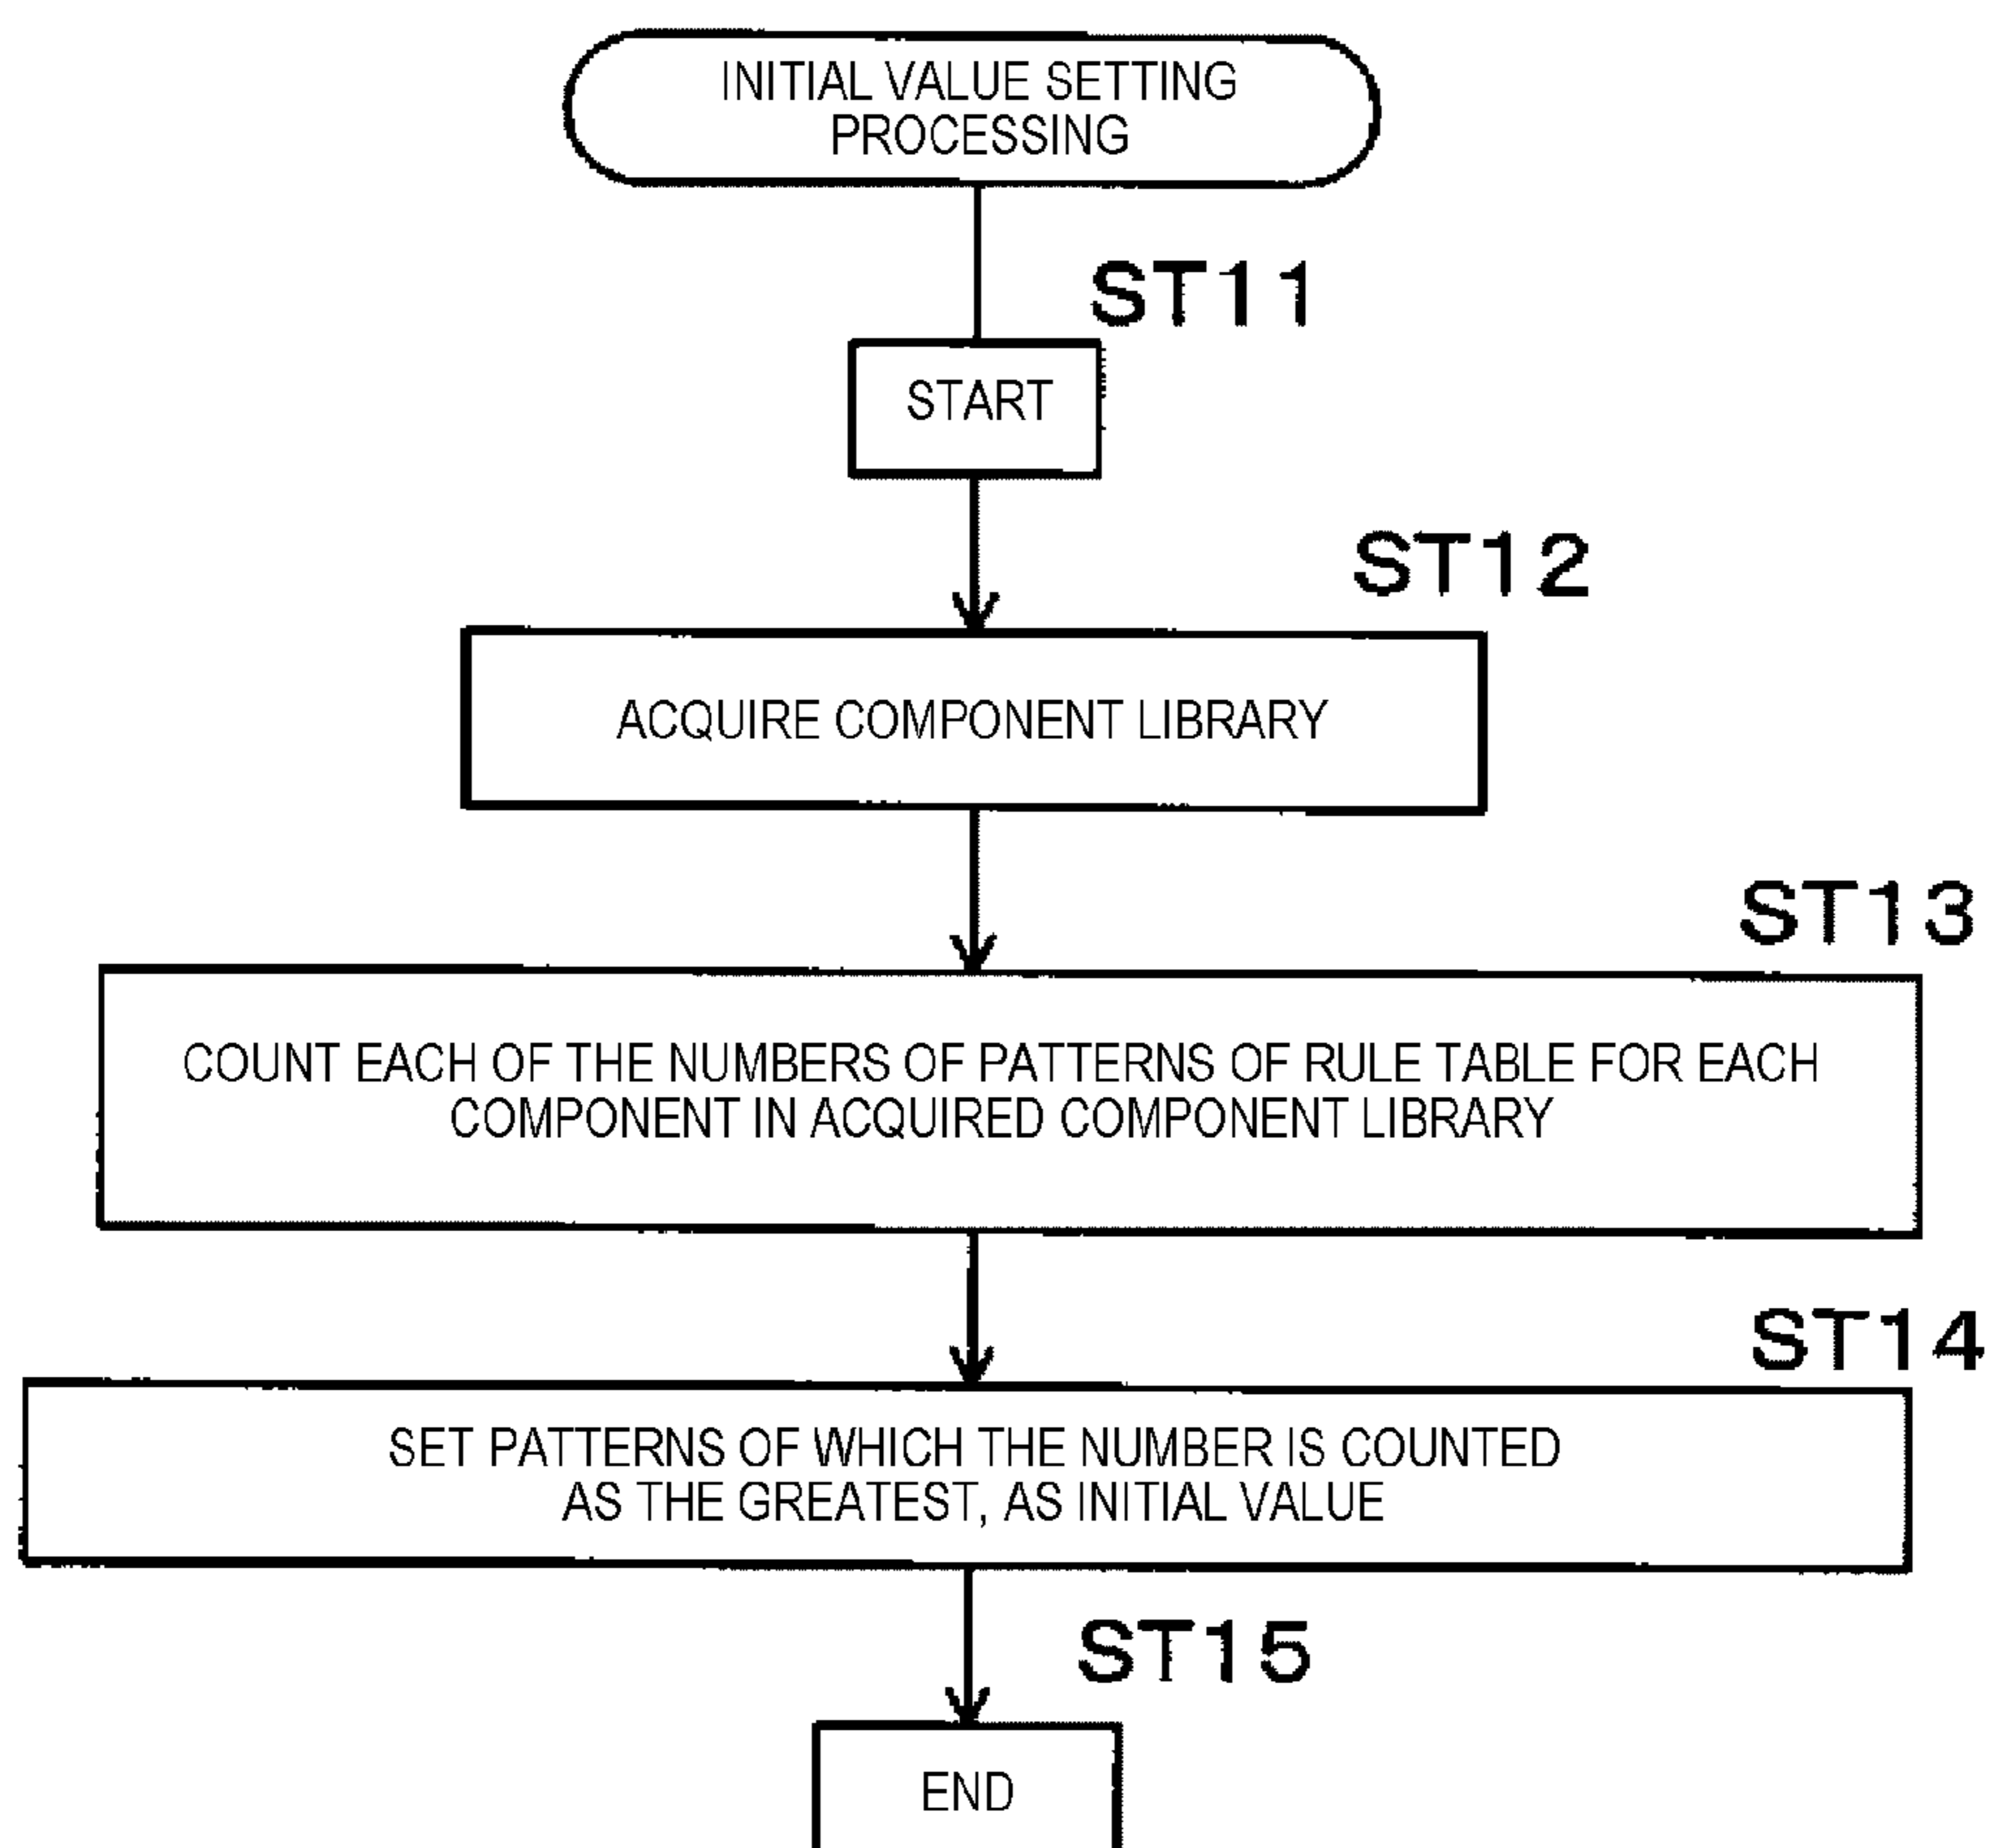 INITIAL VALUE SETTING
PROCESSING
ST11
START
ST12
ACQUIRE COMPONENT LIBRARY
ST13
COUNT EACH OF THE NUMBERS OF PATTERNS OF RULE TABLE FOR EACH
COMPONENT IN ACQUIRED COMPONENT LIBRARY
ST14
SET PATTERNS OF WHICH THE NUMBER IS COUNTED
AS THE GREATEST, AS INITIAL VALUE
ST15
END